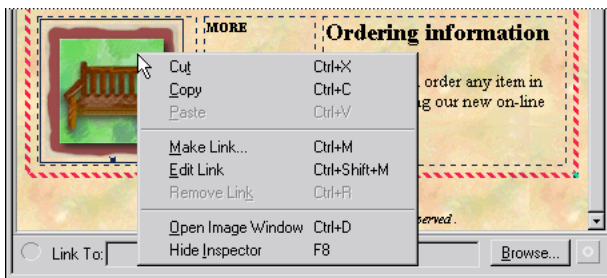 MORE
Ordering information
Cut Ctrl+X
Copy Ctrl+C
order any item in
Paste Ctrl+V
g our new on-line
Make Link... Ctrl+M
Edit Link Ctrl+Shift+M
Remove Link Ctrl+R
Open Image Window Ctrl+D
Hide Inspector F8
Link To:
Browse...